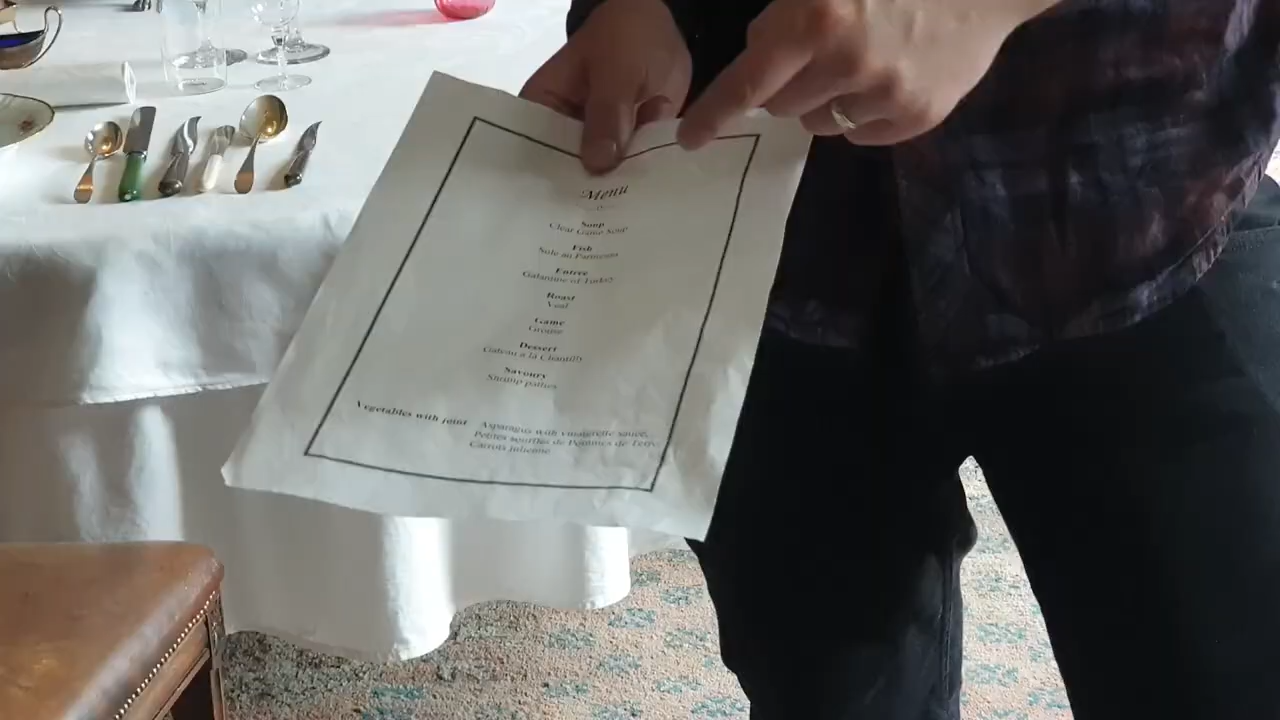 Menu
Soup
Clear Game Soup
Fish
Sole au Parmesan
Entree
Galantine of Turkey
Roast
Veal
Game
Grouse
Dessert
Gateau a la Chantilly
Savoury
Shrimp patties
Vegetables with joint Asparagus with vinaigrette sauce,
Petites souffles de Pommes de Terre,
Carrots Julienne